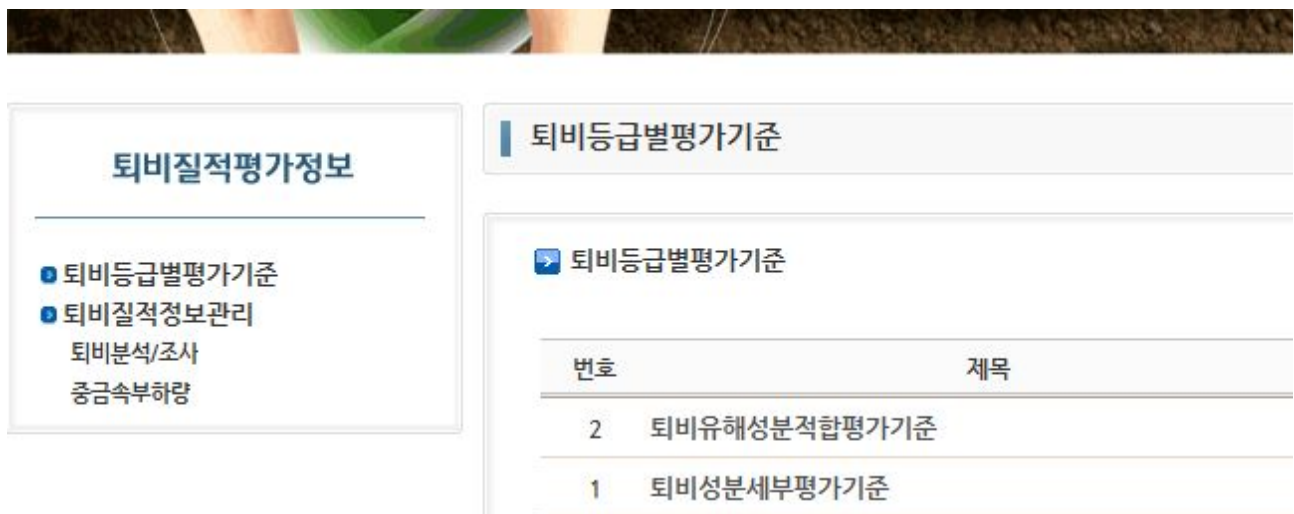 퇴비질적평가정보
퇴비등급별평가기준
퇴비질적정보관리
퇴비분석/조사
중금속부하량
퇴비등급별평가기준
퇴비등급별평가기준
번호 제목
2 퇴비유해성분적합평가기준
1 퇴비성분세부평가기준